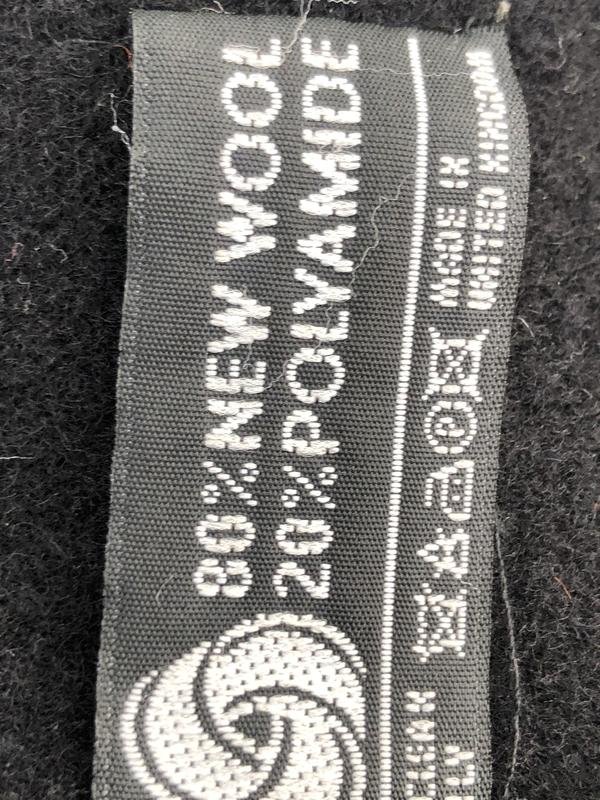 80% NEW WOOL
20% POLYAMIDE
MADE IN
UNITED KINGDOM